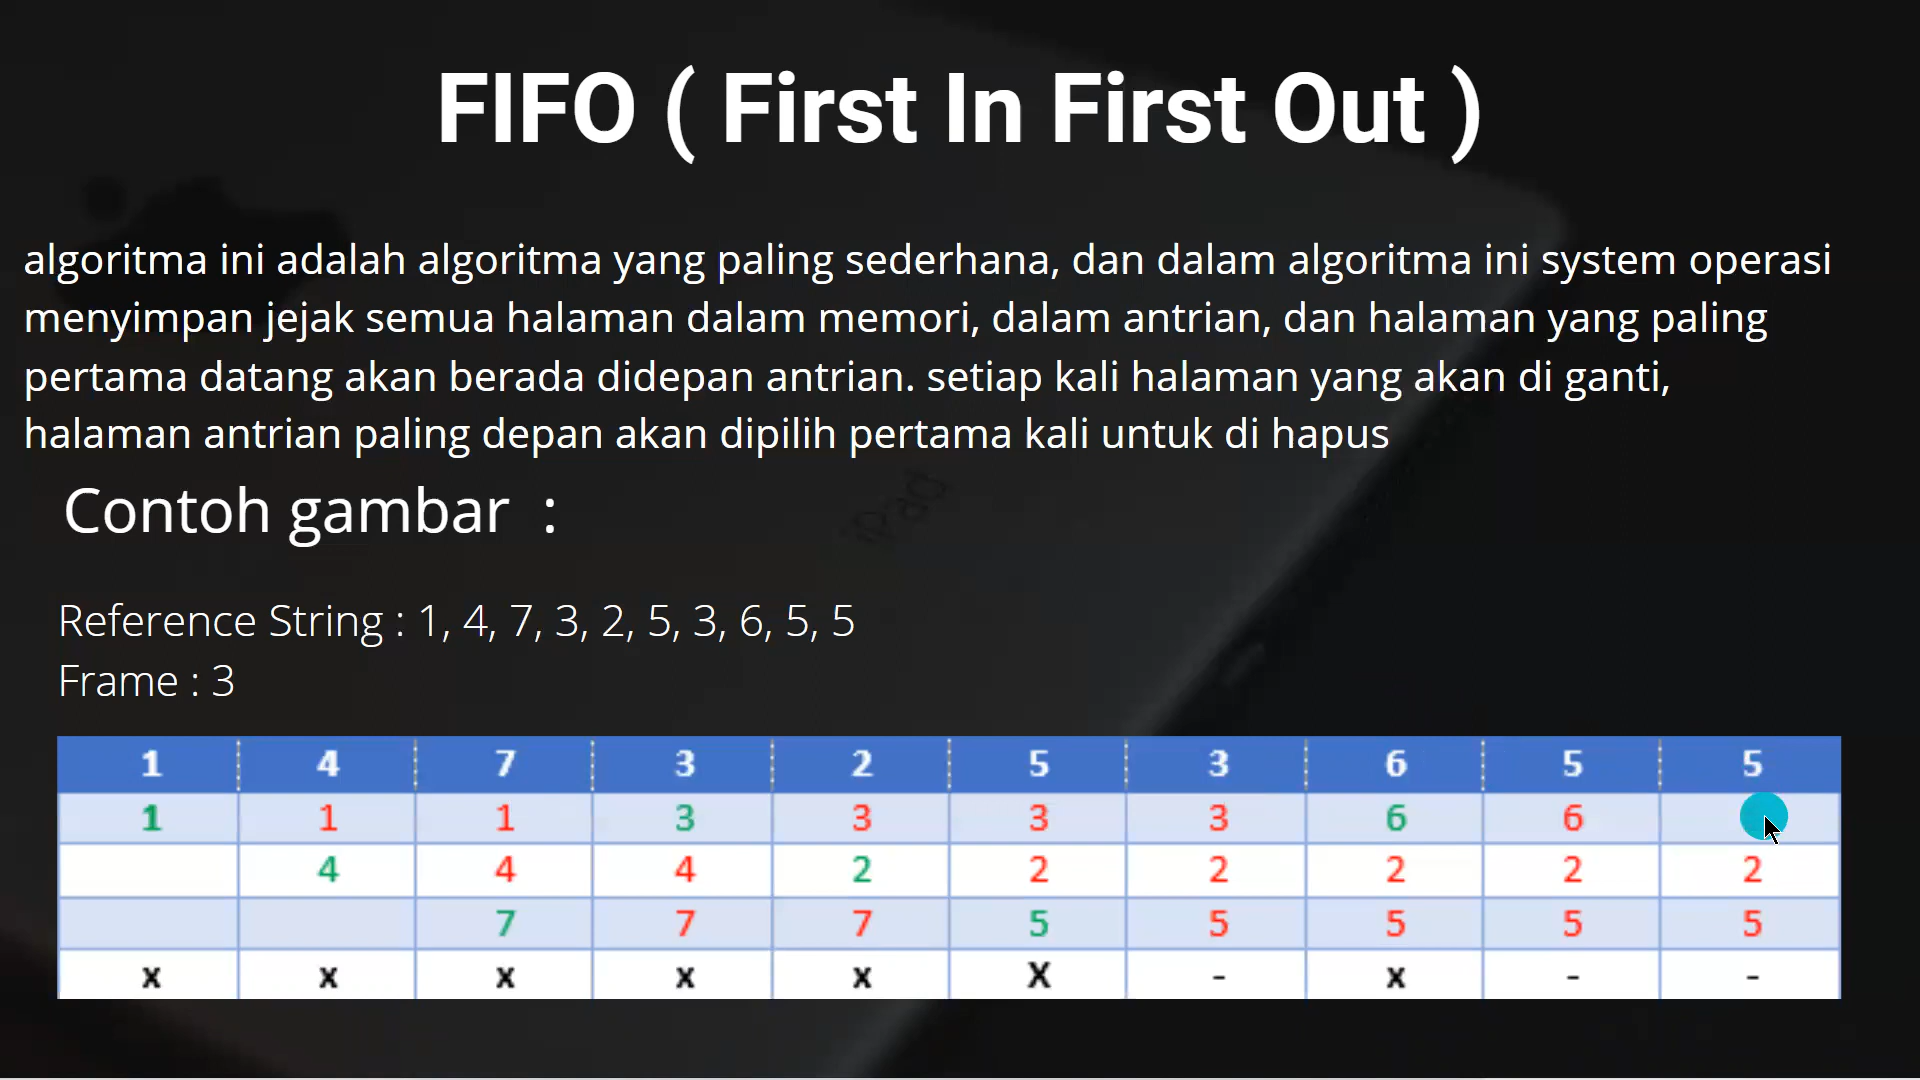 FIFO ( First In First Out )
algoritma ini adalah algoritma yang paling sederhana, dan dalam algoritma ini system operasi
menyimpan jejak semua halaman dalam memori, dalam antrian, dan halaman yang paling
pertama datang akan berada didepan antrian. setiap kali halaman yang akan di ganti,
halaman antrian paling depan akan dipilih pertama kali untuk di hapus
Contoh gambar :
ipad
Reference String : 1, 4, 7, 3, 2, 5, 3, 6, 5, 5
Frame : 3
1 4 7 3 2 5 3 6 5 5
1 1 1 3 3 3 3 6 6
4 4 4 2 2 2 2 2 2
7 7 7 5 5 5 5 5
x x x x x X - x - -